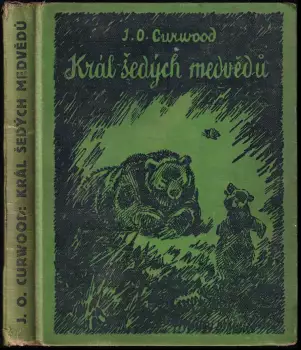 J. O. CURWOOD: KRÁL ŠEDÝCH MEDVĚDŮ
J. O. Curwood
Král šedých medvědů